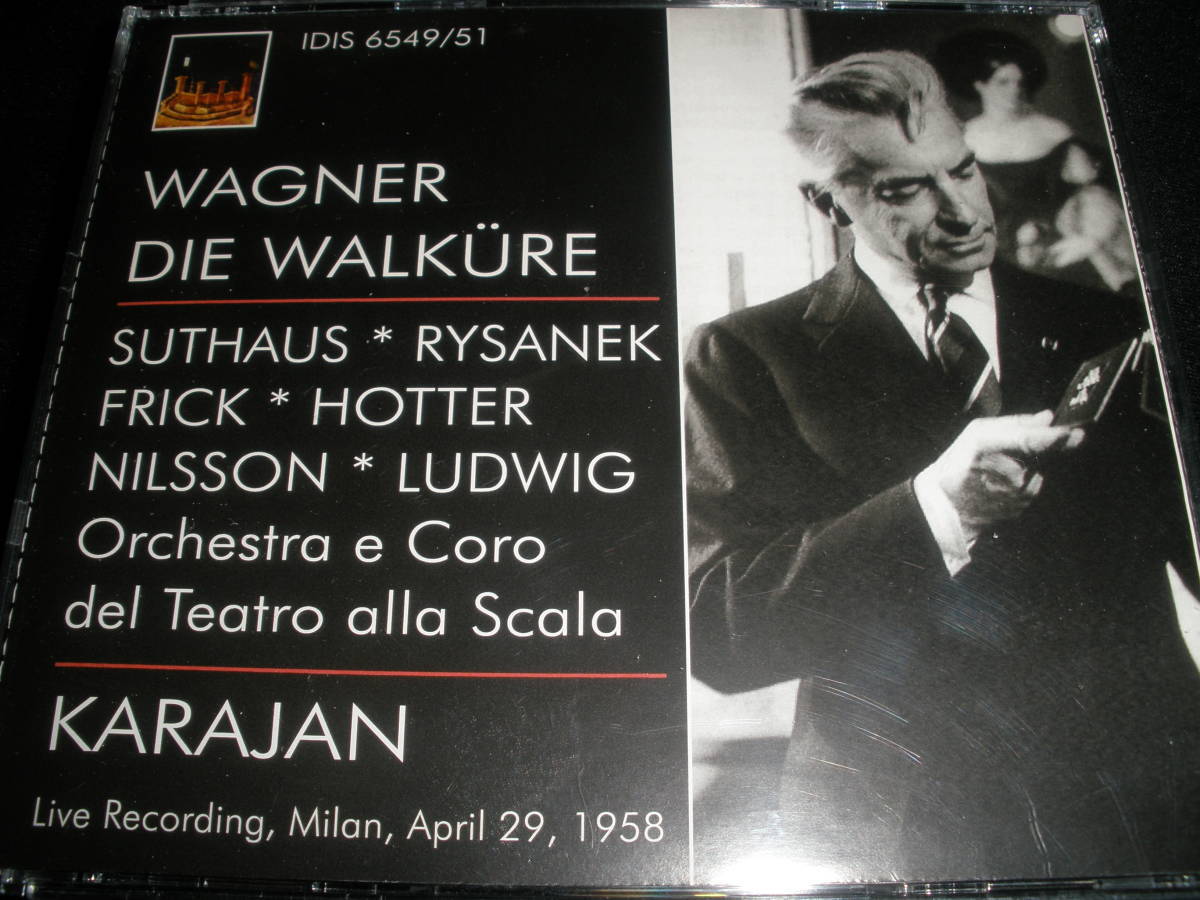 IDIS 6549/51
WAGNER
DIE WALKÜRE
SUTHAUS * RYSANEK
FRICK * HOTTER
NILSSON * LUDWIG
Orchestra e Coro
del Teatro alla Scala
KARAJAN
Live Recording, Milan, April 29, 1958